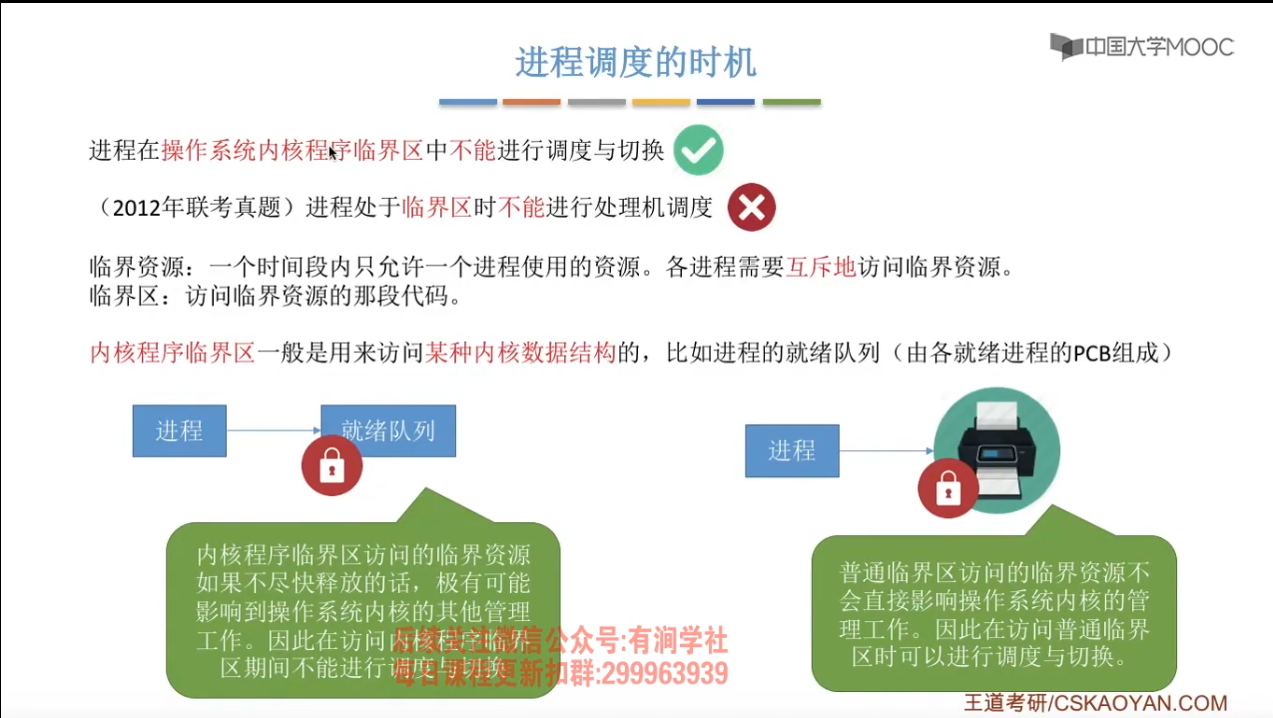 中国大学MOOC
进程调度的时机
进程在操作系统内核程序临界区中不能进行调度与切换
（2012年联考真题）进程处于临界区时不能进行处理机调度
临界资源：一个时间段内只允许一个进程使用的资源。各进程需要互斥地访问临界资源。
临界区：访问临界资源的那段代码。
内核程序临界区一般是用来访问某种内核数据结构的，比如进程的就绪队列（由各就绪进程的PCB组成）
进程
就绪队列
进程
内核程序临界区访问的临界资源
如果不尽快释放的话，极有可能
影响到操作系统内核的其他管理
工作。因此在访问内核程序临界
区期间不能进行调度与切换
普通临界区访问的临界资源不
会直接影响操作系统内核的管
理工作。因此在访问普通临界
区时可以进行调度与切换。
后续关注微信公众号:有涧学社
每日课程更新扣群:299963939
王道考研/CSKAOYAN.COM